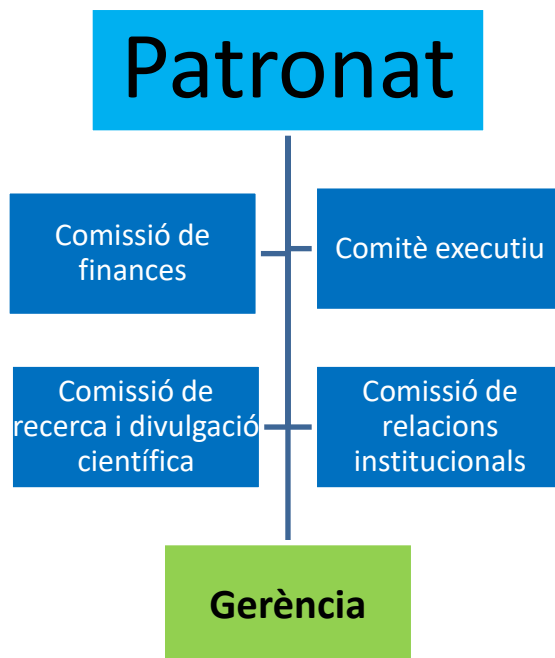 Patronat
Comissió de
finances
Comitè executiu
Comissió de
recerca i divulgació
científica
Comissió de
relacions
institucionals
Gerència